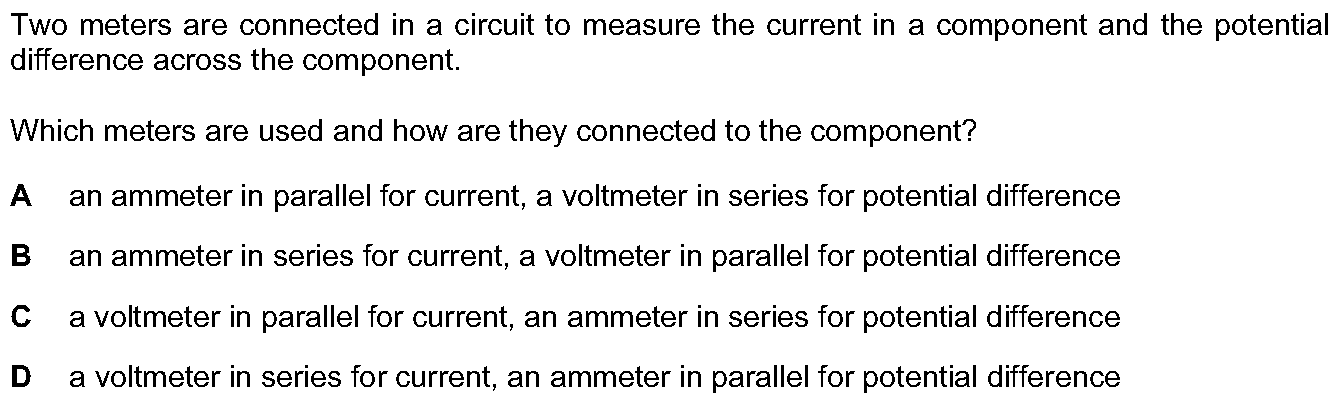 Two meters are connected in a circuit to measure the current in a component and the potential
difference across the component.
Which meters are used and how are they connected to the component?
A an ammeter in parallel for current, a voltmeter in series for potential difference
B an ammeter in series for current, a voltmeter in parallel for potential difference
C a voltmeter in parallel for current, an ammeter in series for potential difference
D a voltmeter in series for current, an ammeter in parallel for potential difference